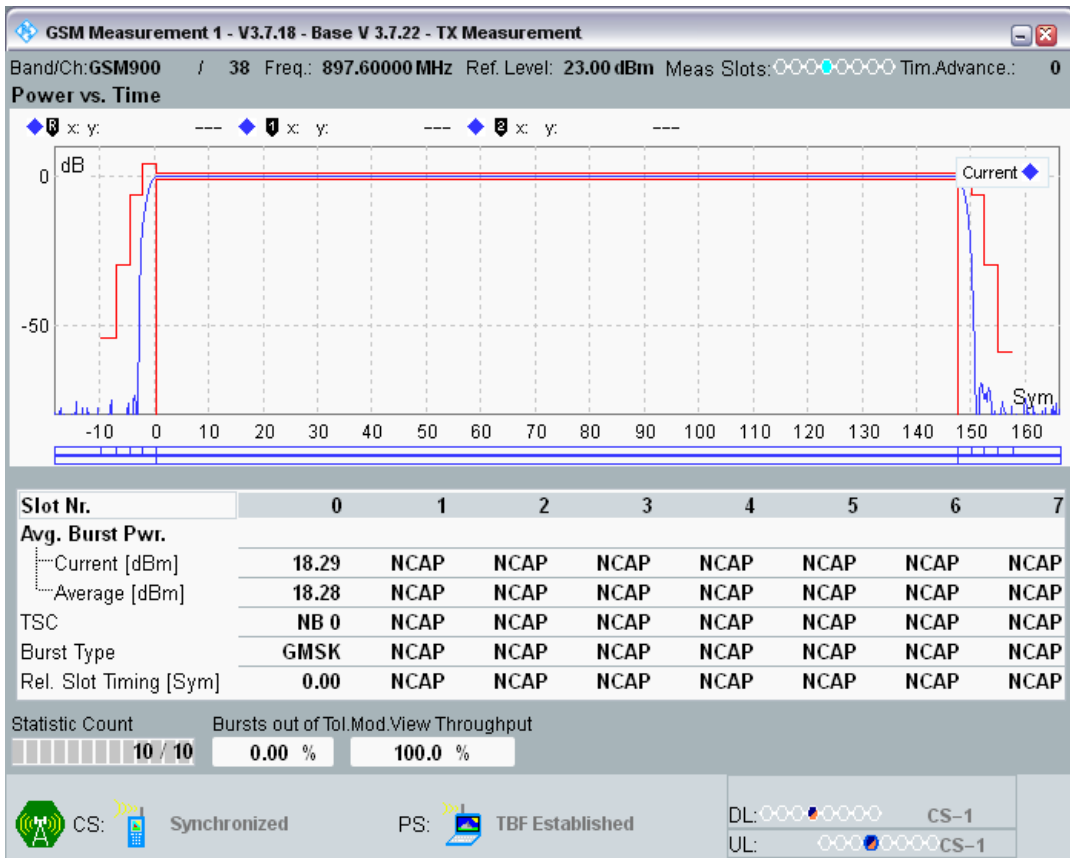 GSM Measurement 1 - V3.7.18 - Base V 3.7.22 - TX Measurement
Band/Ch:GSM900 / 38 Freq.: 897.60000 MHz Ref. Level: 23.00 dBm Meas Slots: Tim.Advance.: 0
Power vs. Time
R x: y: --- 1 x: y: --- 2 x: y: ---
dB
Current
0
-50
Sym
-10 0 10 20 30 40 50 60 70 80 90 100 110 120 130 140 150 160
Slot Nr. 0 1 2 3 4 5 6 7
Avg. Burst Pwr.
Current [dBm] 18.29 NCAP NCAP NCAP NCAP NCAP NCAP NCAP
Average [dBm] 18.28 NCAP NCAP NCAP NCAP NCAP NCAP NCAP
TSC NB 0 NCAP NCAP NCAP NCAP NCAP NCAP NCAP
Burst Type GMSK NCAP NCAP NCAP NCAP NCAP NCAP NCAP
Rel. Slot Timing [Sym] 0.00 NCAP NCAP NCAP NCAP NCAP NCAP NCAP
Statistic Count Bursts out of Tol.Mod.View Throughput
10 / 10 0.00 % 100.0 %
CS: Synchronized PS: TBF Established
DL: CS-1
UL: CS-1